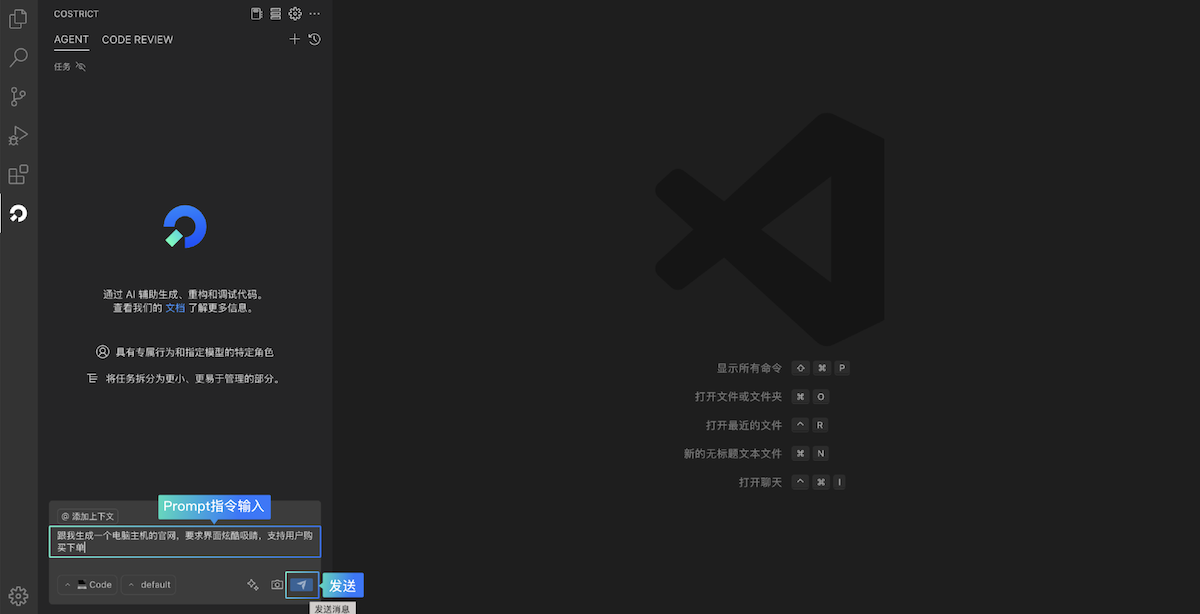 COSTRICT
AGENT CODE REVIEW
任务
通过 AI 辅助生成、重构和调试代码。
查看我们的 文档 了解更多信息。
具有专属行为和指定模型的特定角色
将任务拆分为更小、更易于管理的部分。
Prompt指令输入
@ 添加上下文
跟我生成一个电脑主机的官网，要求界面炫酷吸睛，支持用户购
买下单
Code default
发送
发送消息
显示所有命令 ⇧ ⌘ P
打开文件或文件夹 ⌘ O
打开最近的文件 ^ R
新的无标题文本文件 ⌘ N
打开聊天 ^ ⌘ I